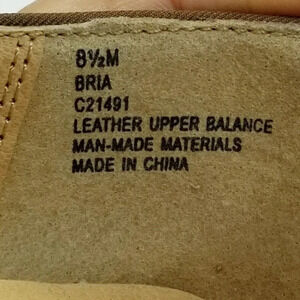 8½M
BRIA
C21491
LEATHER UPPER BALANCE
MAN-MADE MATERIALS
MADE IN CHINA